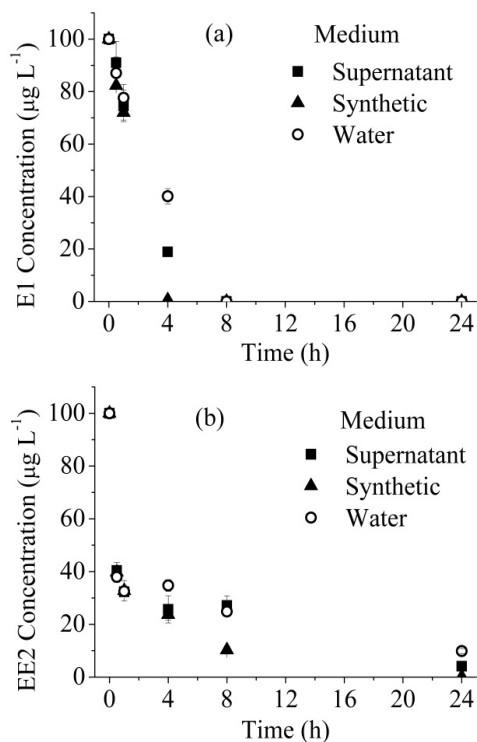 (a)
Medium
Supernatant
Synthetic
Water
E1 Concentration (µg L⁻¹)
100
80
60
40
20
0
0 4 8 12 16 20 24
Time (h)
(b)
Medium
Supernatant
Synthetic
Water
EE2 Concentration (µg L⁻¹)
100
80
60
40
20
0
0 4 8 12 16 20 24
Time (h)